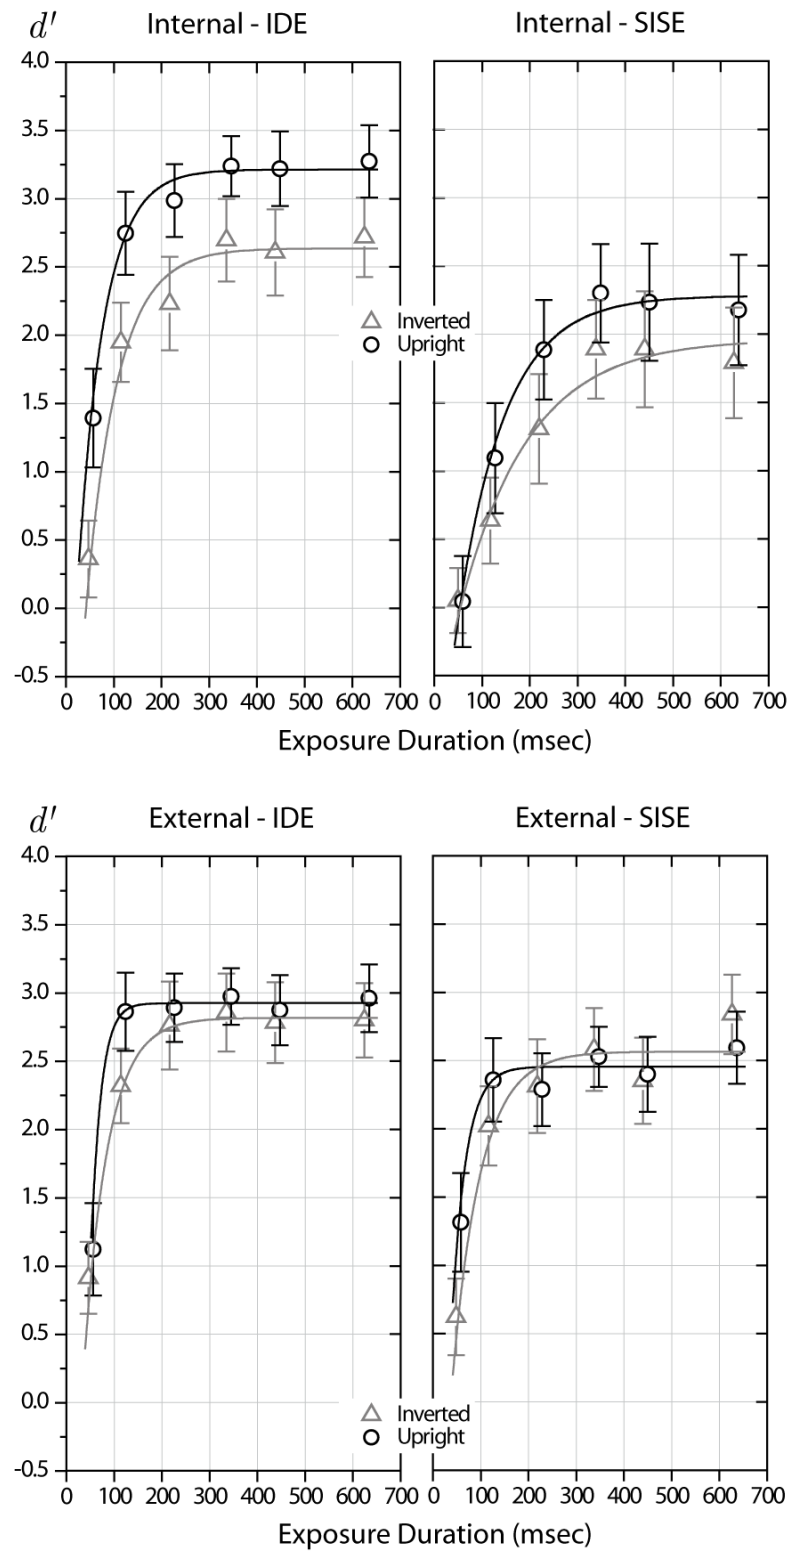 d′ Internal - IDE Internal - SISE
4.0
3.5
3.0
2.5
2.0
1.5
1.0
0.5
0.0
-0.5
Inverted
Upright
0 100 200 300 400 500 600 700 0 100 200 300 400 500 600 700
Exposure Duration (msec)
d′ External - IDE External - SISE
4.0
3.5
3.0
2.5
2.0
1.5
1.0
0.5
0.0
-0.5
Inverted
Upright
0 100 200 300 400 500 600 700 0 100 200 300 400 500 600 700
Exposure Duration (msec)